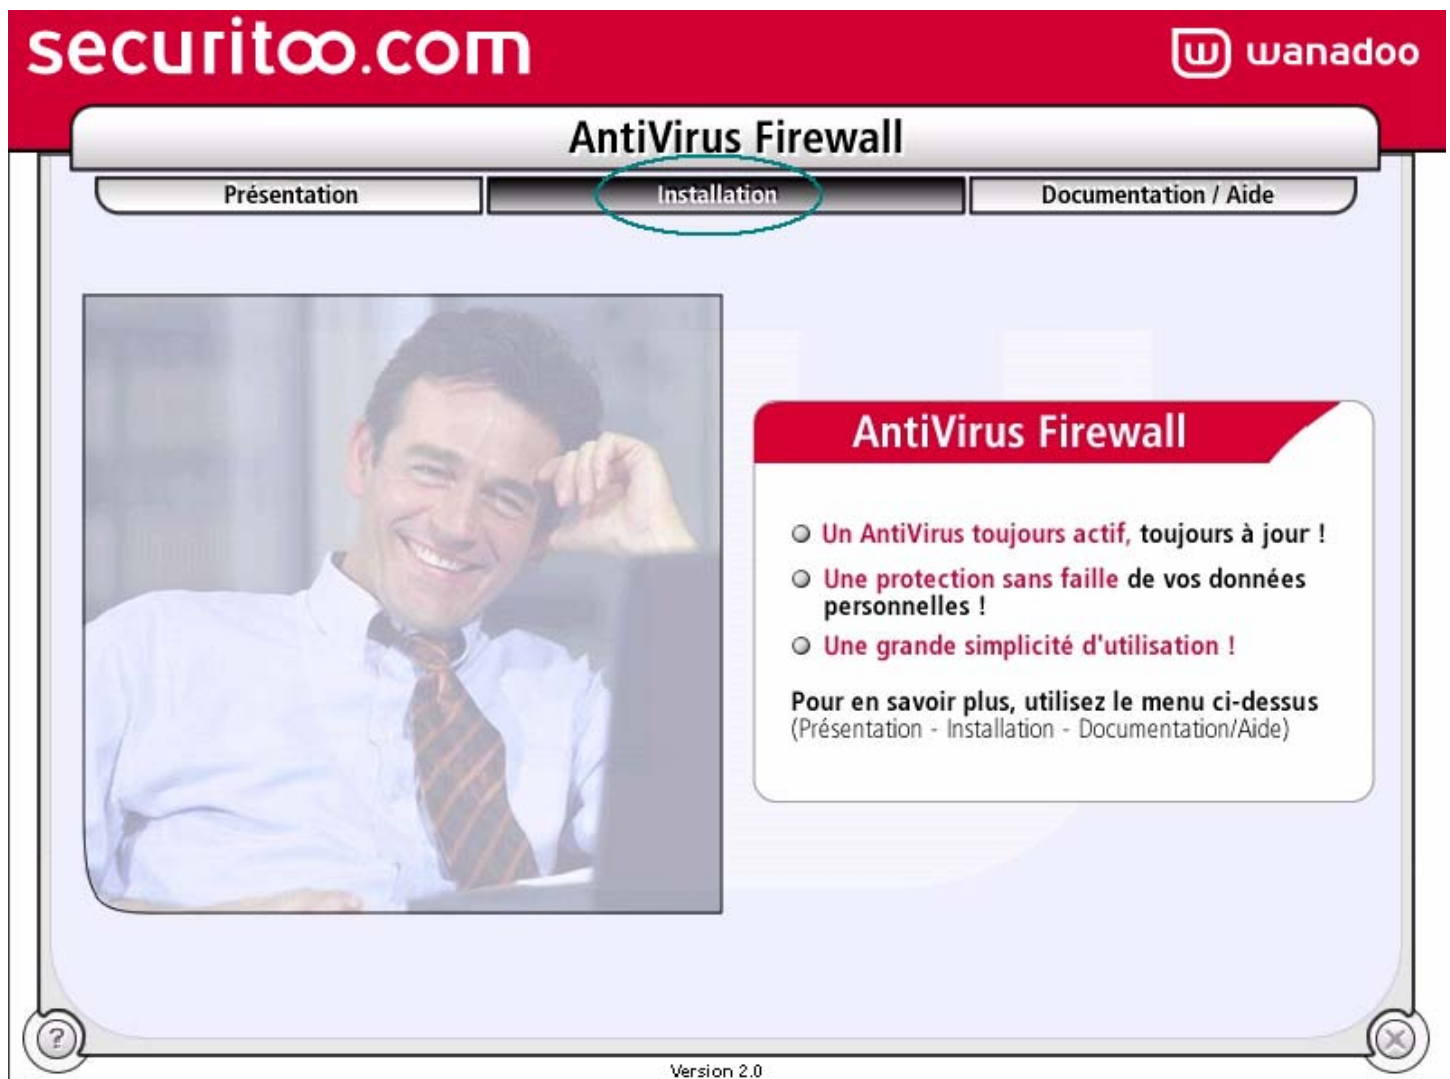 securitoo.com
wanadoo
AntiVirus Firewall
Présentation
Installation
Documentation / Aide
AntiVirus Firewall
Un AntiVirus toujours actif, toujours à jour !
Une protection sans faille de vos données
personnelles !
Une grande simplicité d'utilisation !
Pour en savoir plus, utilisez le menu ci-dessus
(Présentation - Installation - Documentation/Aide)
?
Version 2.0